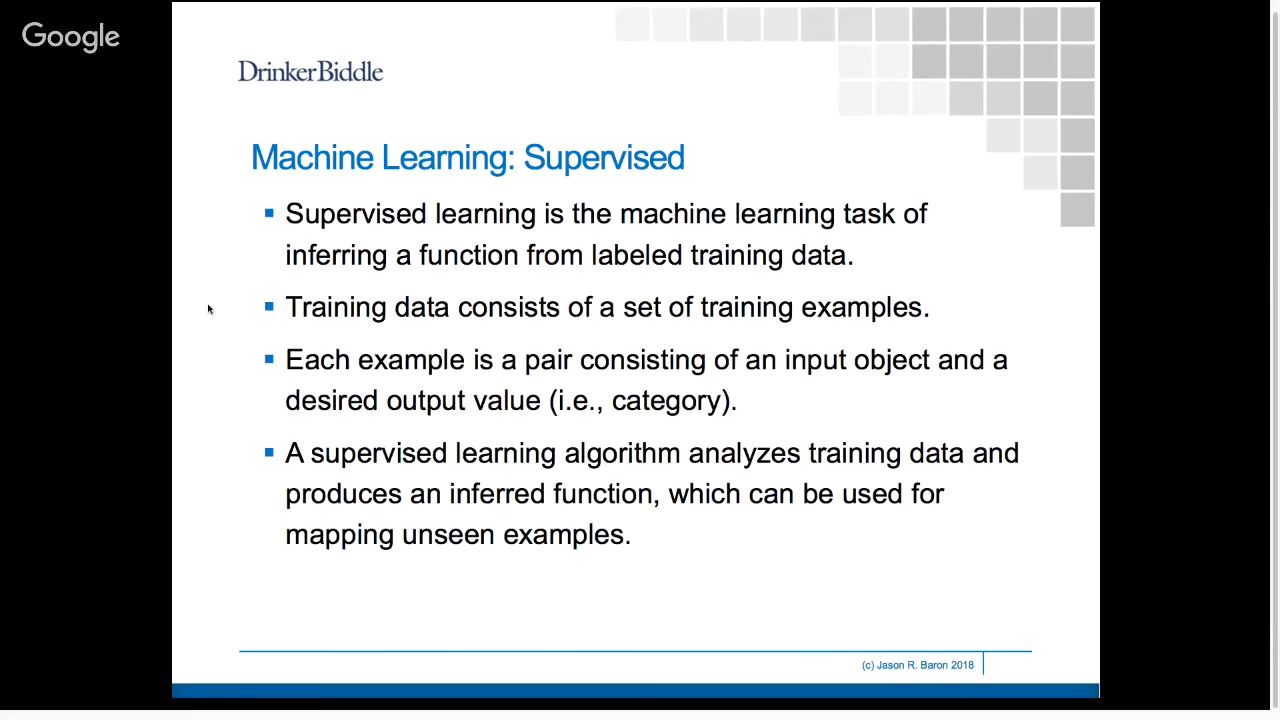 Google
DrinkerBiddle
Machine Learning: Supervised
Supervised learning is the machine learning task of
inferring a function from labeled training data.
Training data consists of a set of training examples.
Each example is a pair consisting of an input object and a
desired output value (i.e., category).
A supervised learning algorithm analyzes training data and
produces an inferred function, which can be used for
mapping unseen examples.
(c) Jason R. Baron 2018